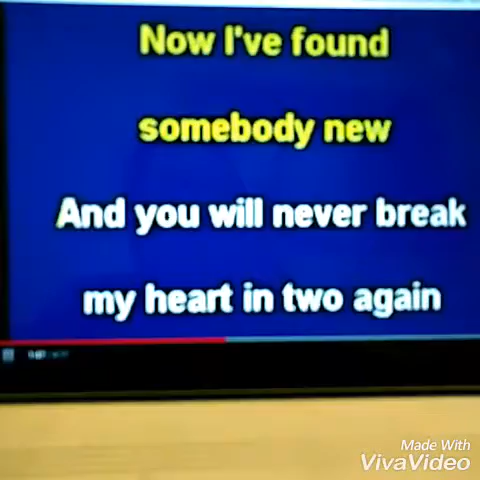 Now I've found
somebody new
And you will never break
my heart in two again
Made With
VivaVideo